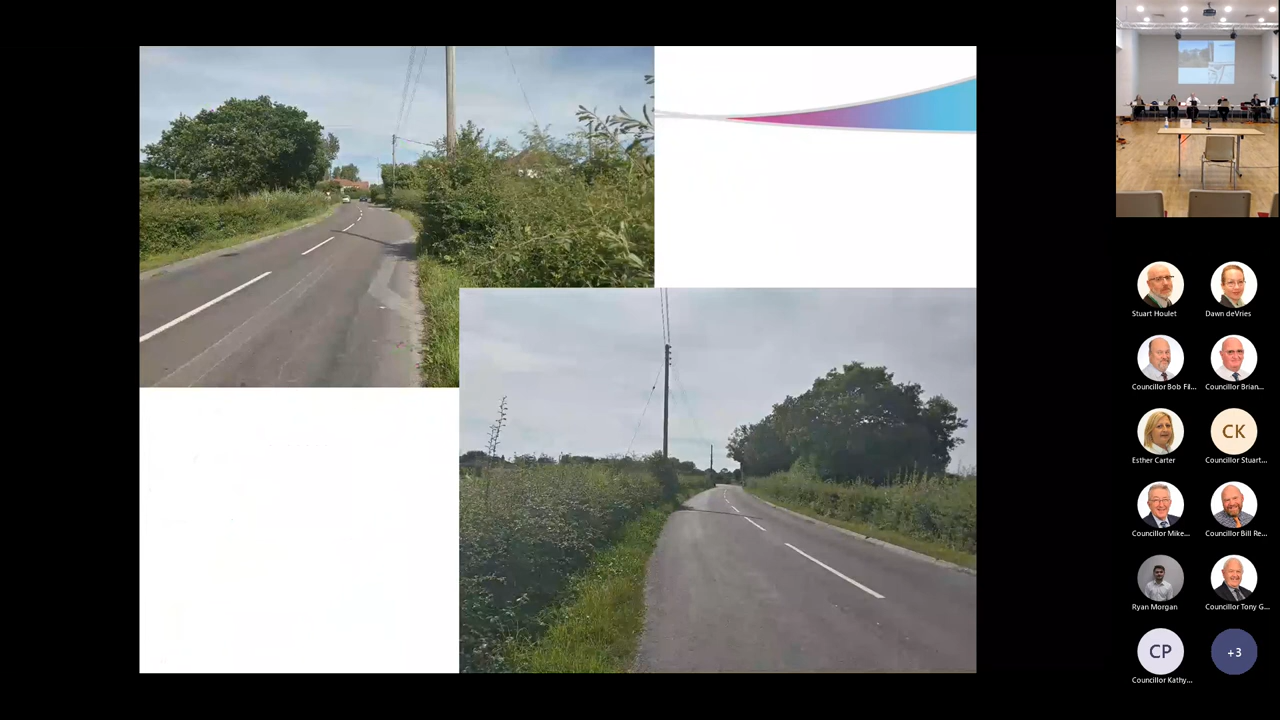 Stuart Houlet
Dawn deVries
Councillor Bob Fil...
Councillor Brian...
Esther Carter
CK
Councillor Stuart...
Councillor Mike...
Councillor Bill Re...
Ryan Morgan
Councillor Tony G...
CP
+3
Councillor Kathy...